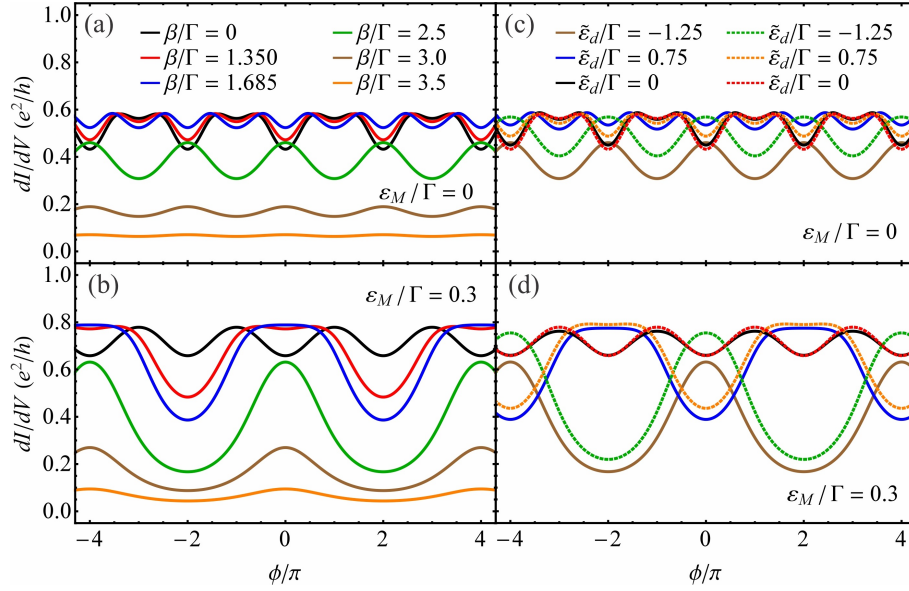 (a)
β/Γ = 0
β/Γ = 1.350
β/Γ = 1.685
β/Γ = 2.5
β/Γ = 3.0
β/Γ = 3.5
ε_M/Γ = 0
1.0
0.8
0.6
0.4
0.2
0.0
dI/dV (e²/h)
(c)
ε̃_d/Γ = −1.25
ε̃_d/Γ = 0.75
ε̃_d/Γ = 0
ε̃_d/Γ = −1.25
ε̃_d/Γ = 0.75
ε̃_d/Γ = 0
ε_M/Γ = 0
(b)
ε_M/Γ = 0.3
1.0
0.8
0.6
0.4
0.2
0.0
dI/dV (e²/h)
−4
−2
0
2
4
ϕ/π
(d)
ε_M/Γ = 0.3
−4
−2
0
2
4
ϕ/π